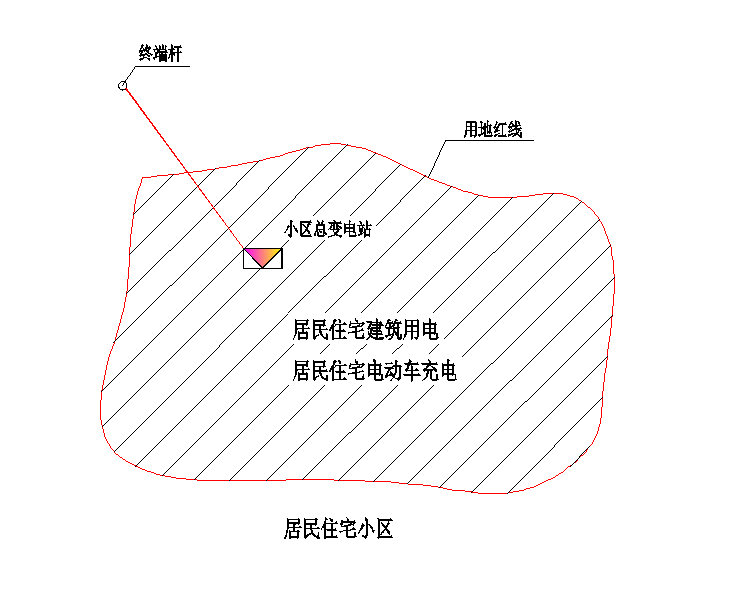 终端杆
用地红线
小区总变电站
居民住宅建筑用电
居民住宅电动车充电
居民住宅小区